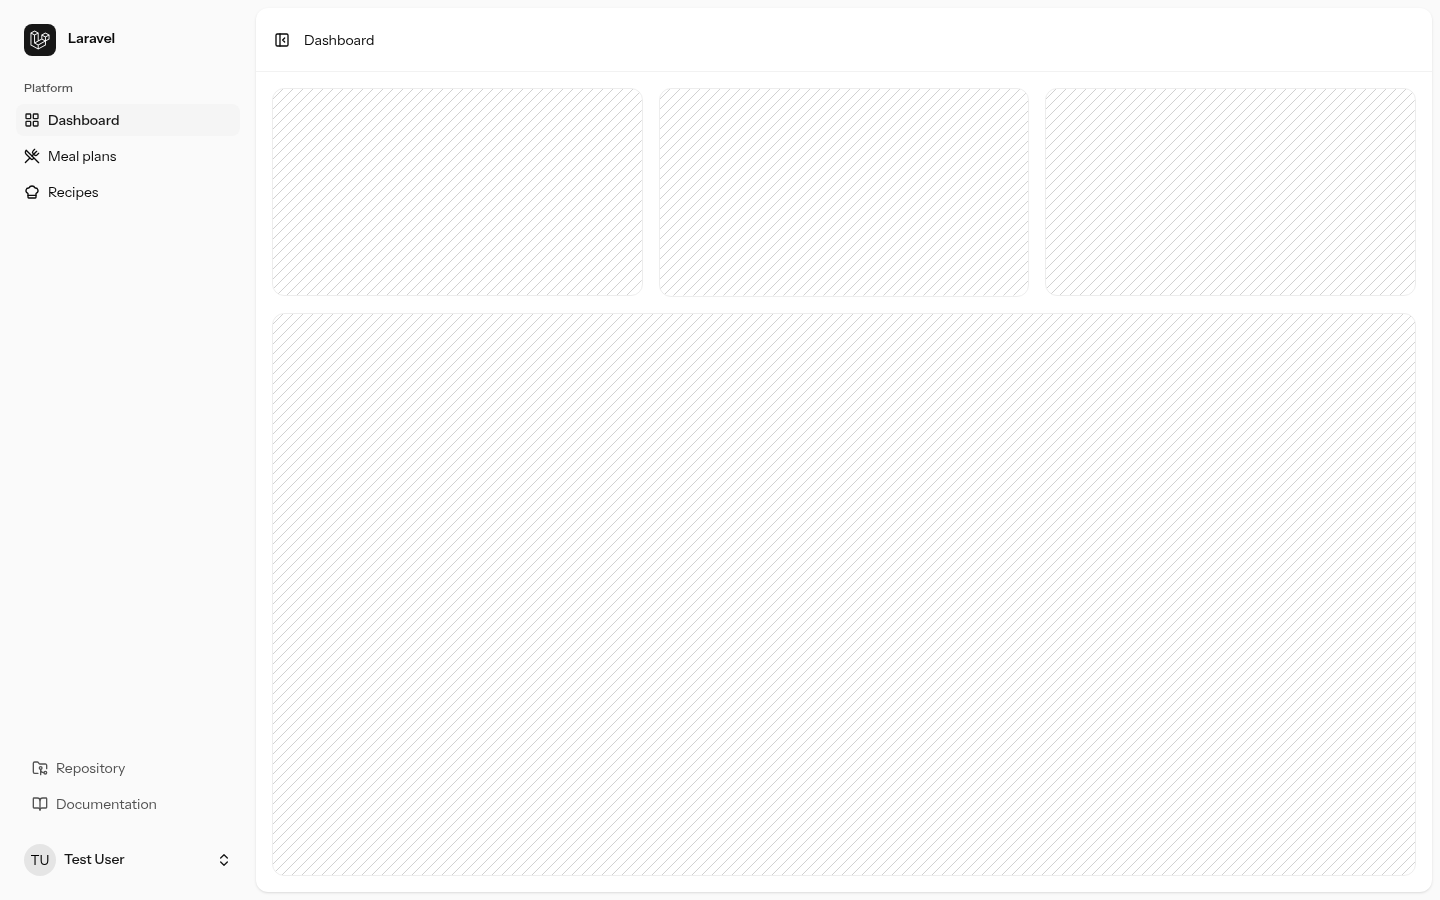 Laravel
Platform
Dashboard
Meal plans
Recipes
Repository
Documentation
TU
Test User
Dashboard